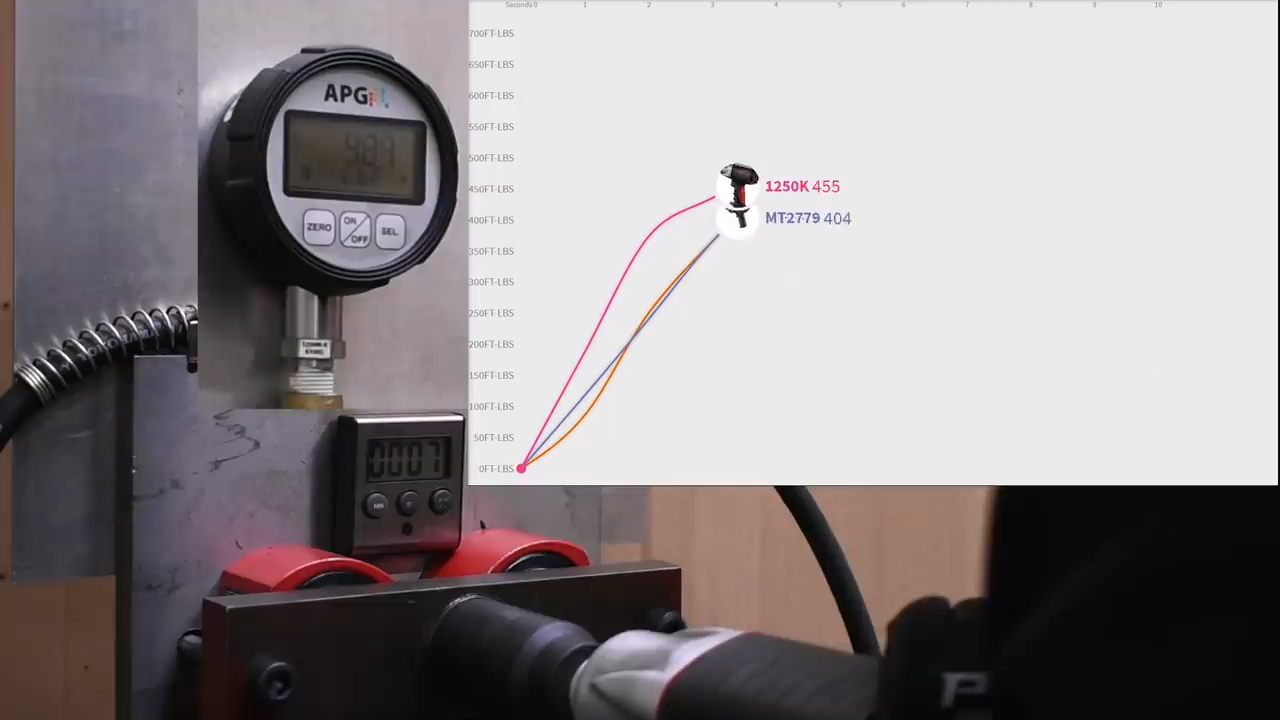 Seconds 0 1 2 3 4 5 6 7 8 9 10
700FT-LBS
650FT-LBS
600FT-LBS
550FT-LBS
500FT-LBS
450FT-LBS
400FT-LBS
350FT-LBS
300FT-LBS
250FT-LBS
200FT-LBS
150FT-LBS
100FT-LBS
50FT-LBS
0FT-LBS
1250K 455
MT2779 404
APG
ZERO
ON
OFF
SEL
0007
MIN